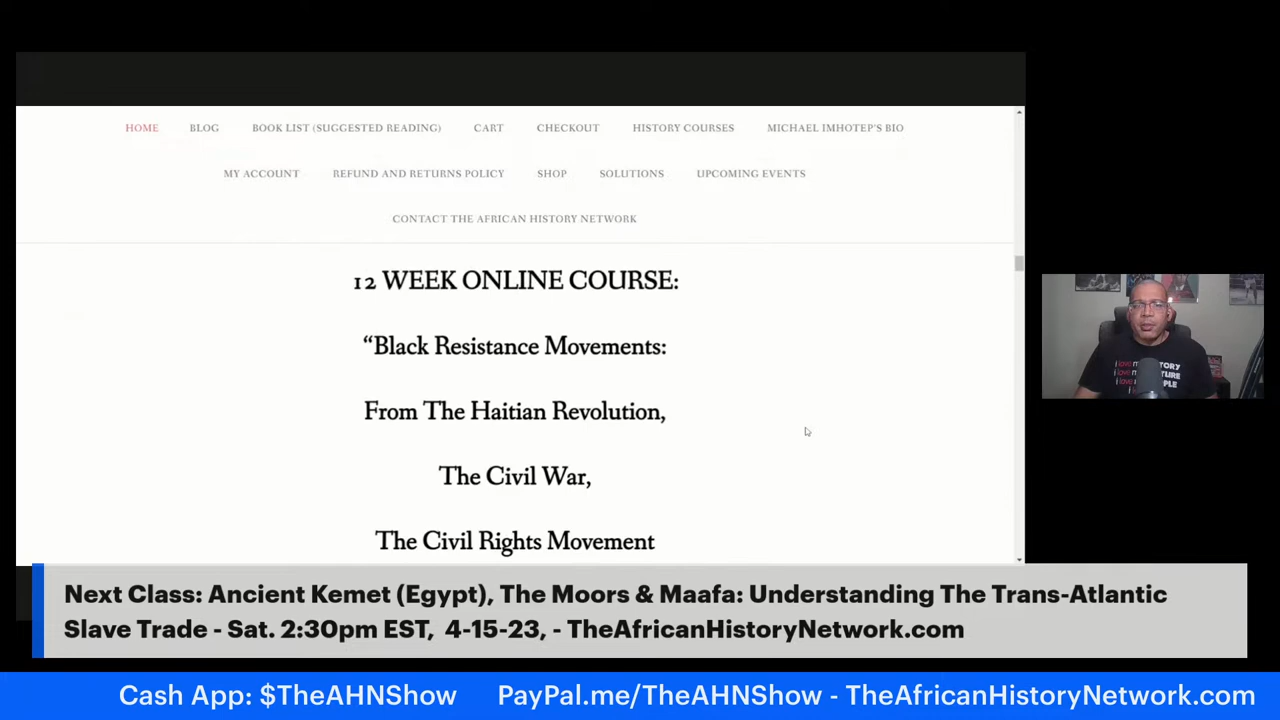 HOME BLOG BOOK LIST (SUGGESTED READING) CART CHECKOUT HISTORY COURSES MICHAEL IMHOTEP'S BIO
MY ACCOUNT REFUND AND RETURNS POLICY SHOP SOLUTIONS UPCOMING EVENTS
CONTACT THE AFRICAN HISTORY NETWORK
12 WEEK ONLINE COURSE:
“Black Resistance Movements:
From The Haitian Revolution,
The Civil War,
The Civil Rights Movement
Next Class: Ancient Kemet (Egypt), The Moors & Maafa: Understanding The Trans-Atlantic
Slave Trade - Sat. 2:30pm EST, 4-15-23, - TheAfricanHistoryNetwork.com
Cash App: $TheAHNShow PayPal.me/TheAHNShow - TheAfricanHistoryNetwork.com